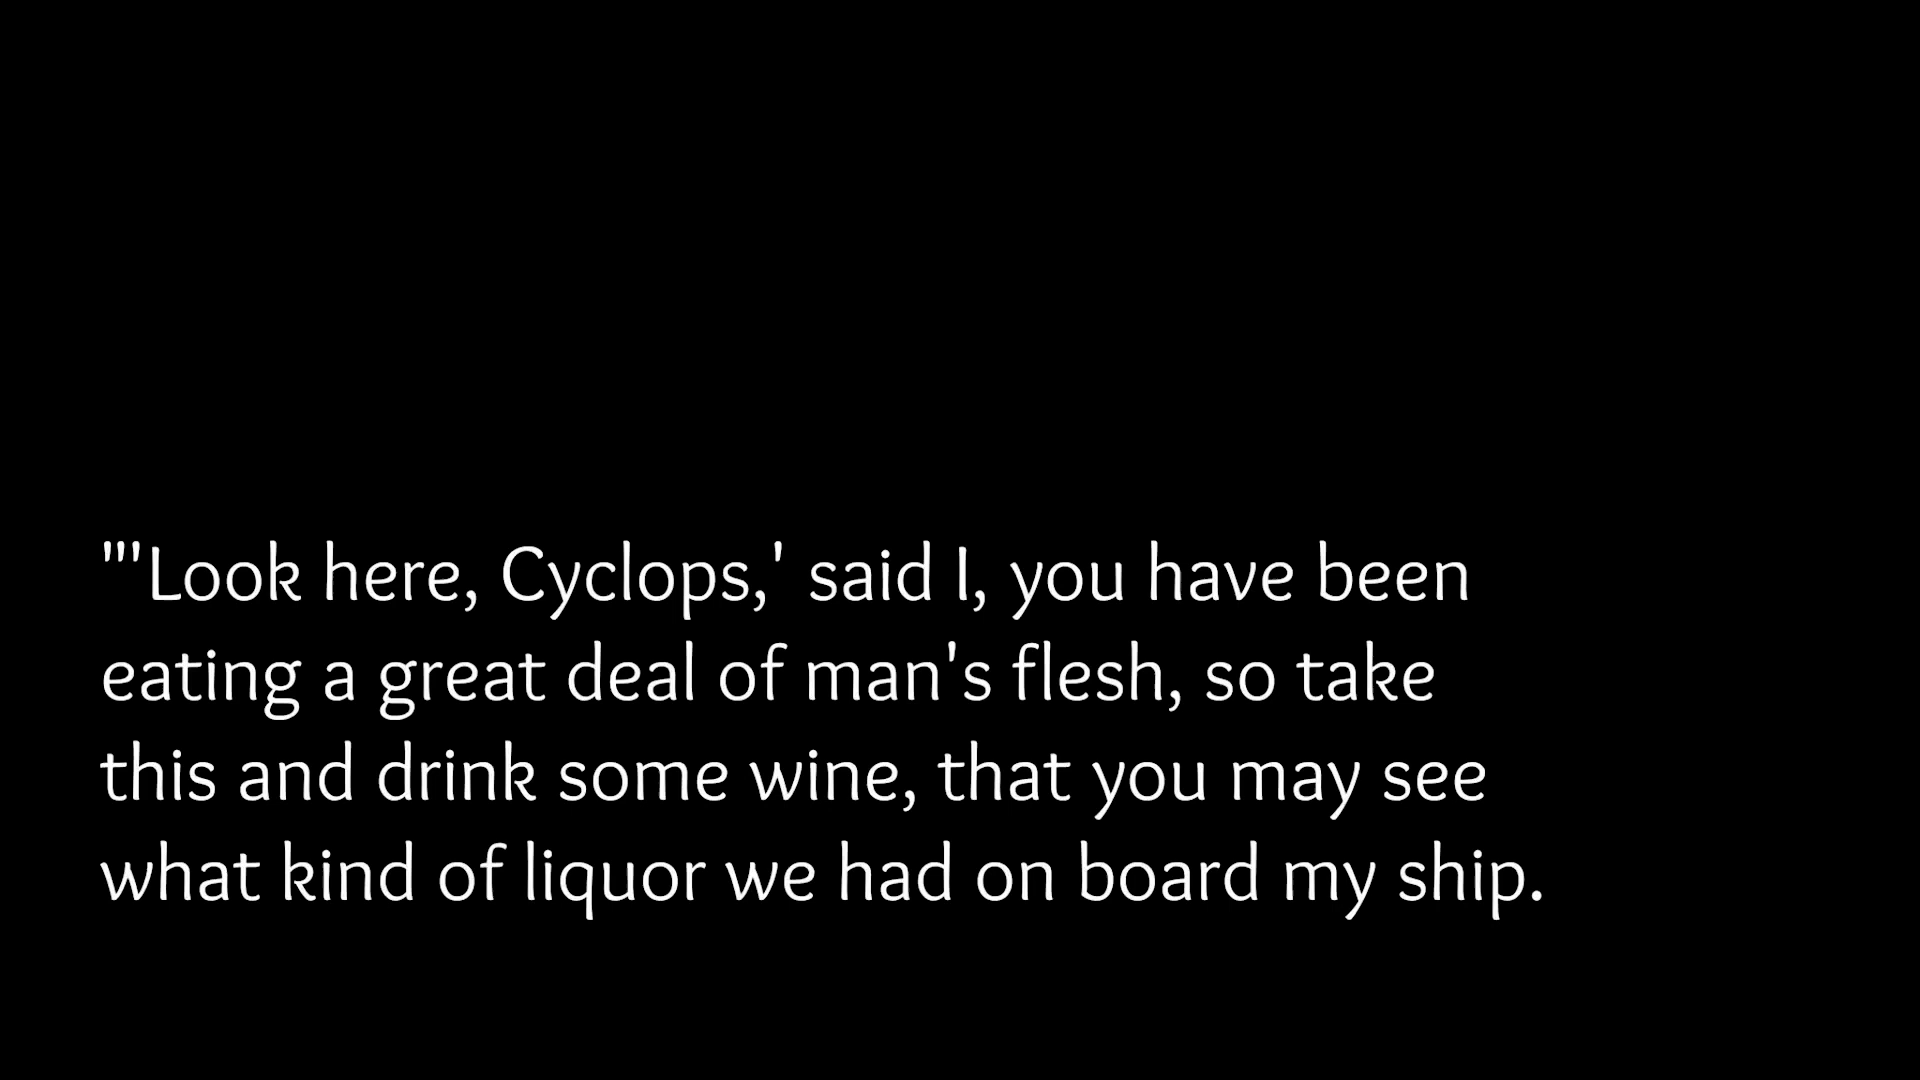 "'Look here, Cyclops,' said I, you have been
eating a great deal of man's flesh, so take
this and drink some wine, that you may see
what kind of liquor we had on board my ship.